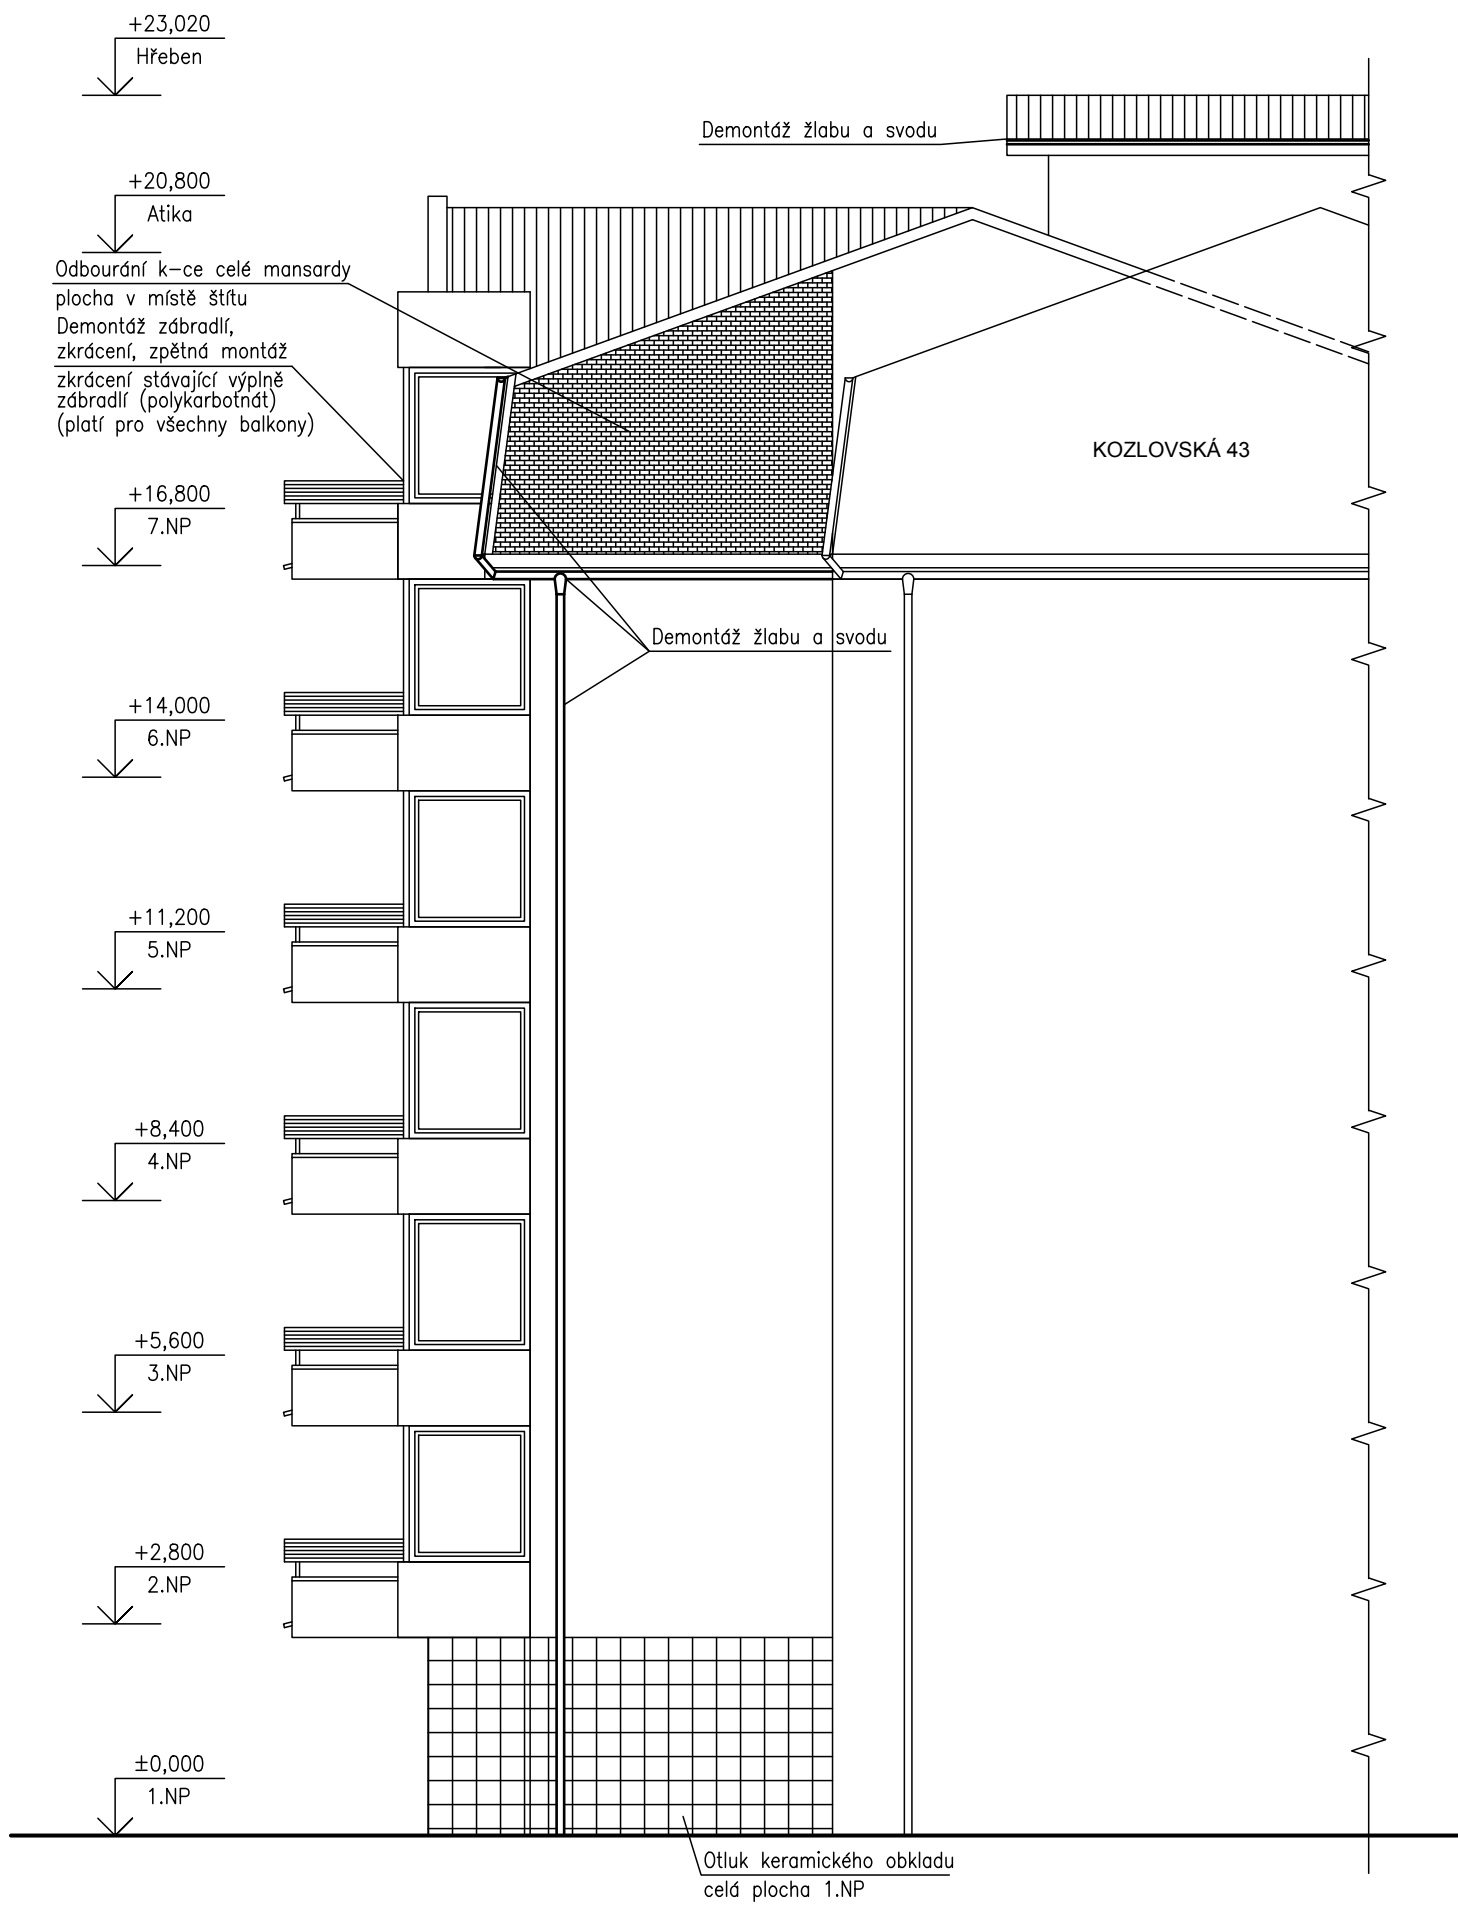 +23,020
Hřeben
Demontáž žlabu a svodu
+20,800
Atika
Odbourání k-ce celé mansardy
plocha v místě štítu
Demontáž zábradlí,
zkrácení, zpětná montáž
zkrácení stávající výplně
zábradlí (polykarbotnát)
(platí pro všechny balkony)
KOZLOVSKÁ 43
+16,800
7.NP
Demontáž žlabu a svodu
+14,000
6.NP
+11,200
5.NP
+8,400
4.NP
+5,600
3.NP
+2,800
2.NP
±0,000
1.NP
Otluk keramického obkladu
celá plocha 1.NP